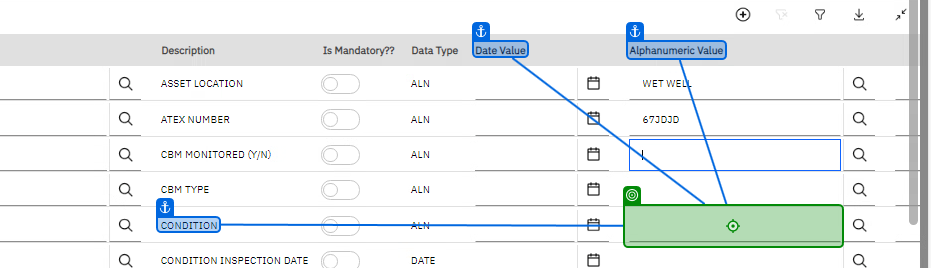 Description Is Mandatory?? Data Type Date Value Alphanumeric Value
ASSET LOCATION ALN WET WELL
ATEX NUMBER ALN 67JDJD
CBM MONITORED (Y/N) ALN
CBM TYPE ALN
CONDITION ALN
CONDITION INSPECTION DATE DATE